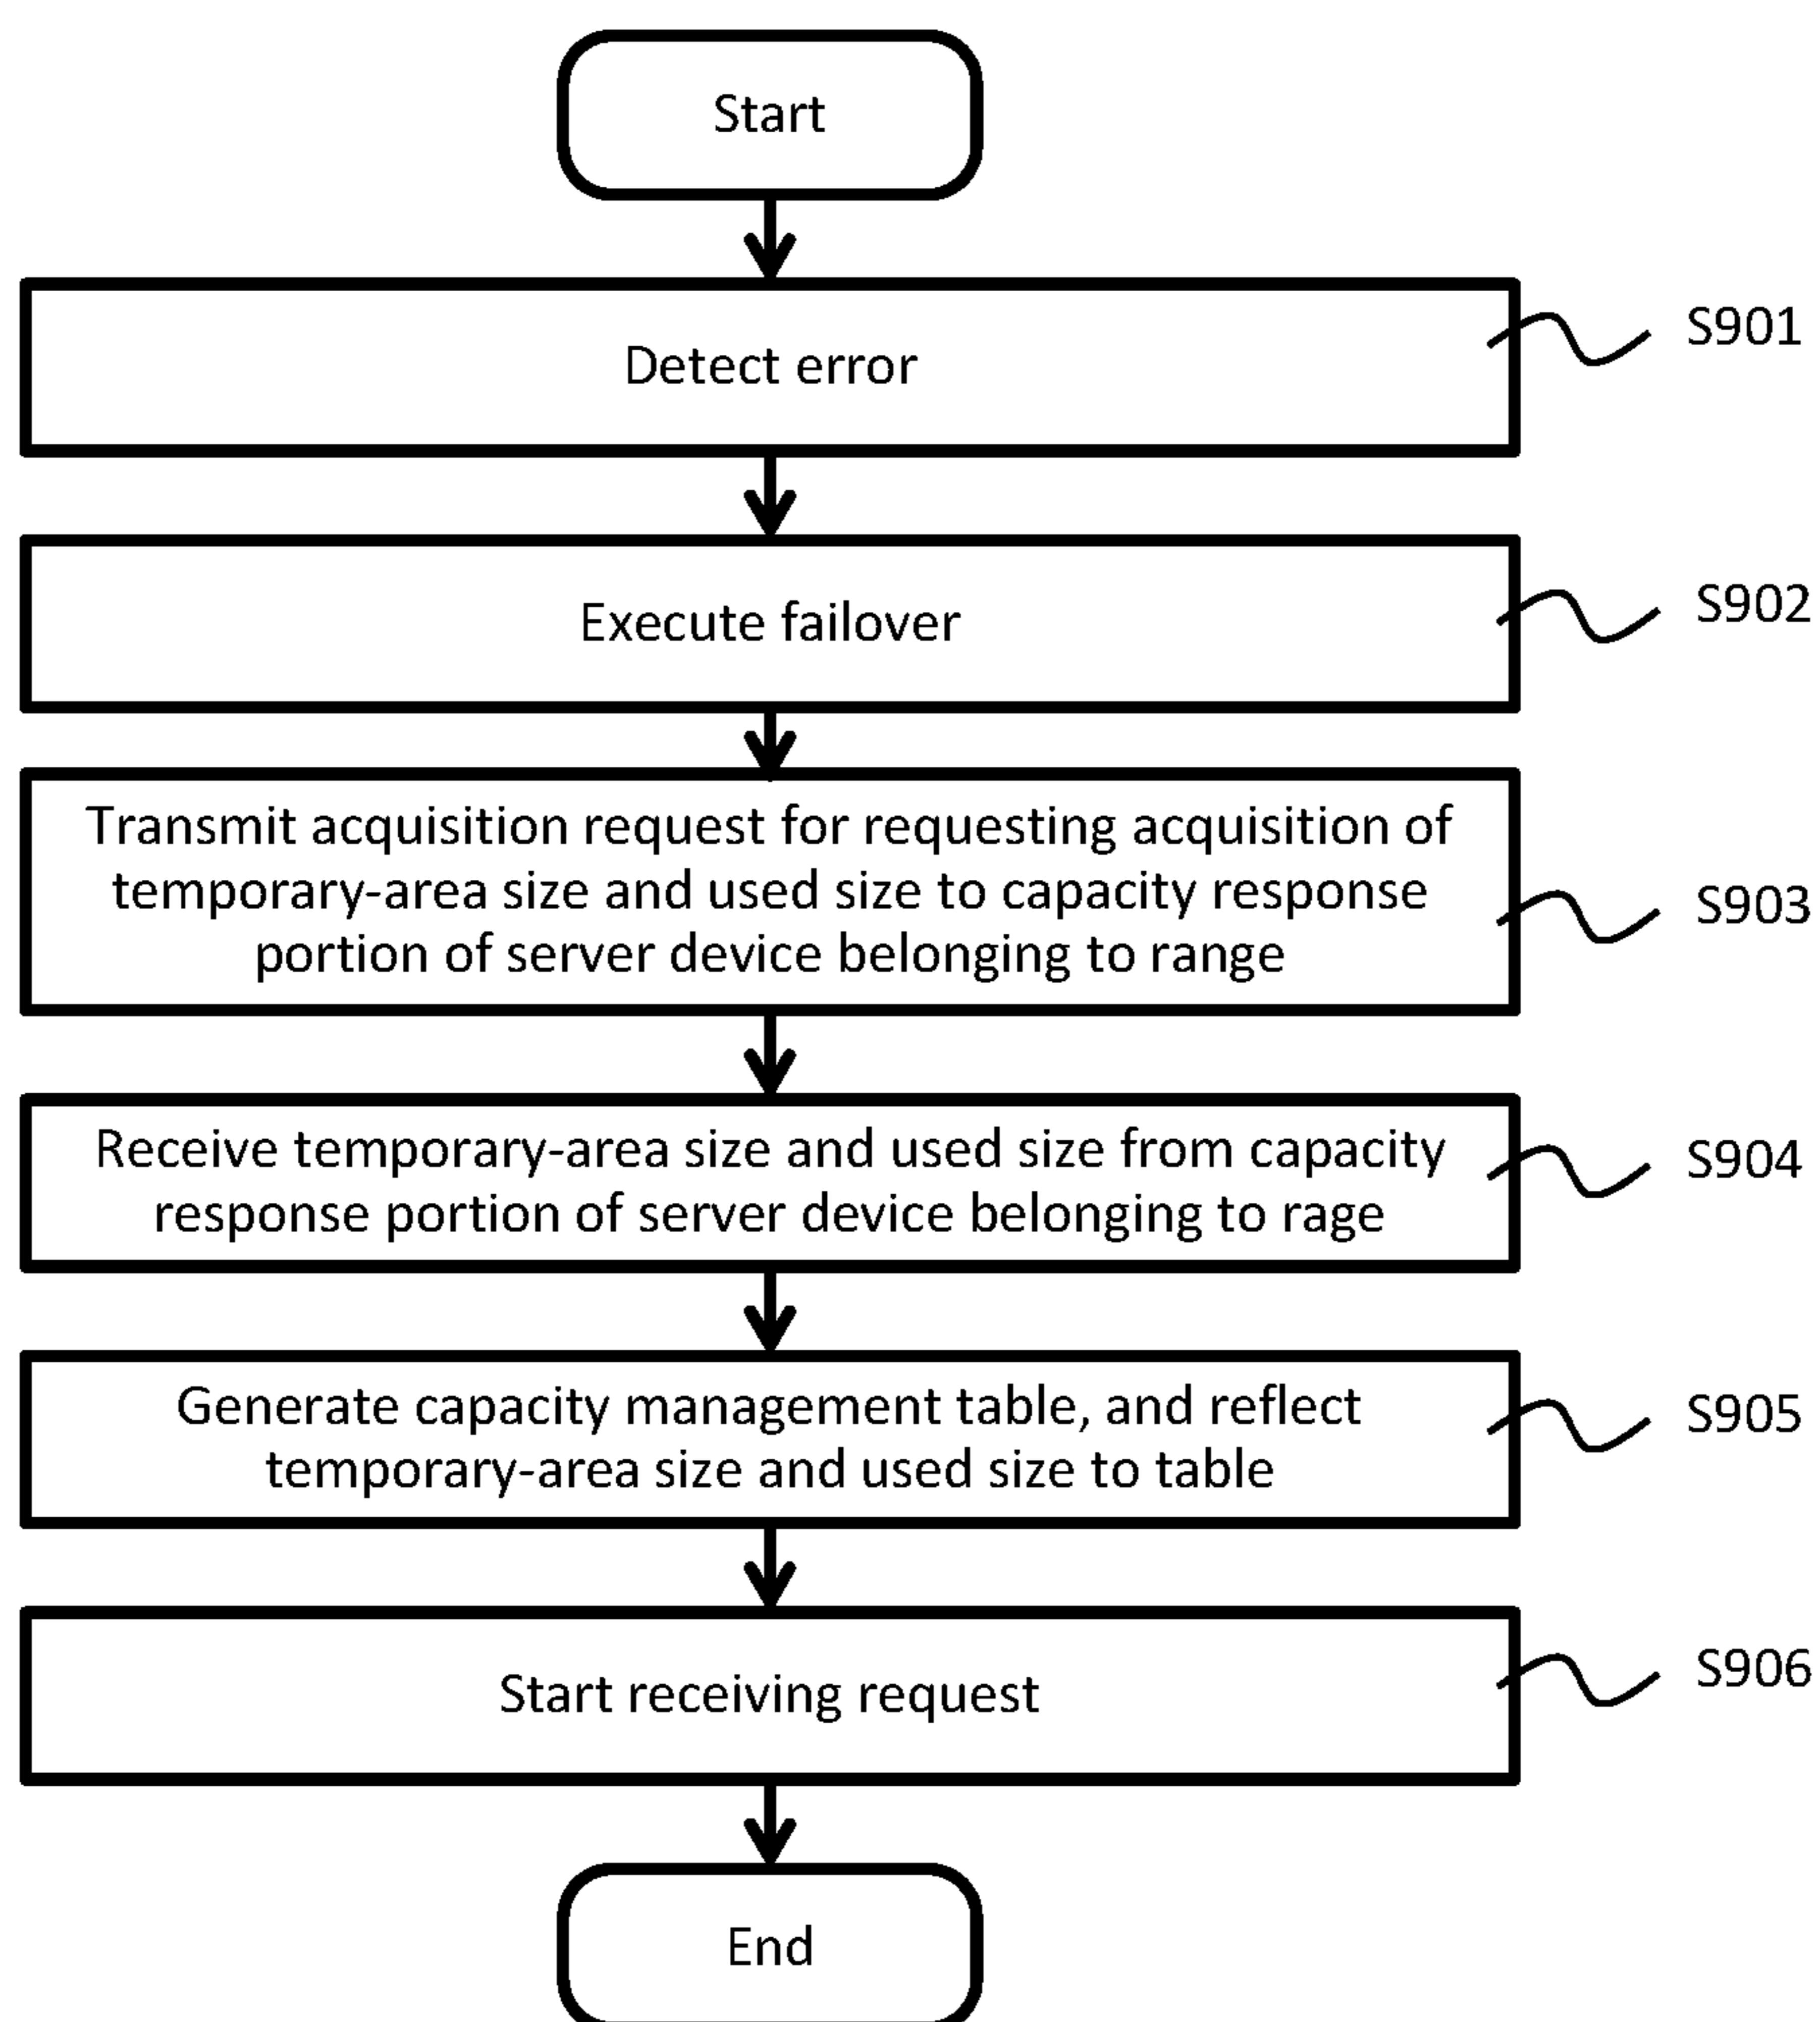 Start
Detect error
S901
Execute failover
S902
Transmit acquisition request for requesting acquisition of
temporary-area size and used size to capacity response
portion of server device belonging to range
S903
Receive temporary-area size and used size from capacity
response portion of server device belonging to rage
S904
Generate capacity management table, and reflect
temporary-area size and used size to table
S905
Start receiving request
S906
End